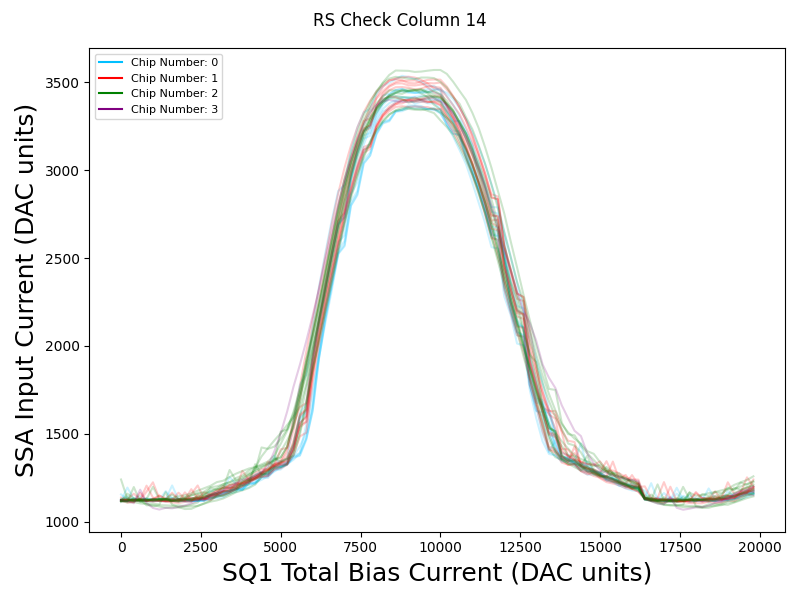 RS Check Column 14
Chip Number: 0
Chip Number: 1
Chip Number: 2
Chip Number: 3
SSA Input Current (DAC units)
3500
3000
2500
2000
1500
1000
0 2500 5000 7500 10000 12500 15000 17500 20000
SQ1 Total Bias Current (DAC units)